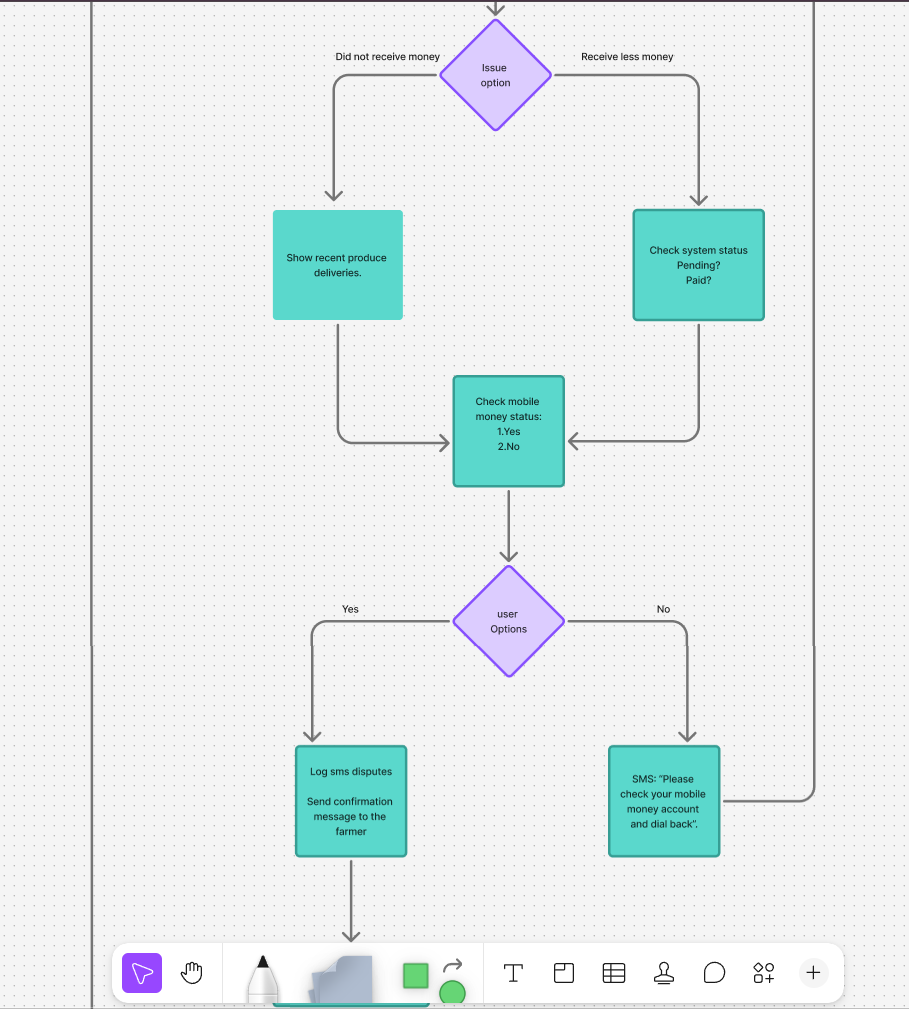 Did not receive money
Issue
option
Receive less money
Show recent produce
deliveries.
Check system status
Pending?
Paid?
Check mobile
money status:
1.Yes
2.No
user
Options
Yes
No
Log sms disputes
Send confirmation
message to the
farmer
SMS: “Please
check your mobile
money account
and dial back”.
T